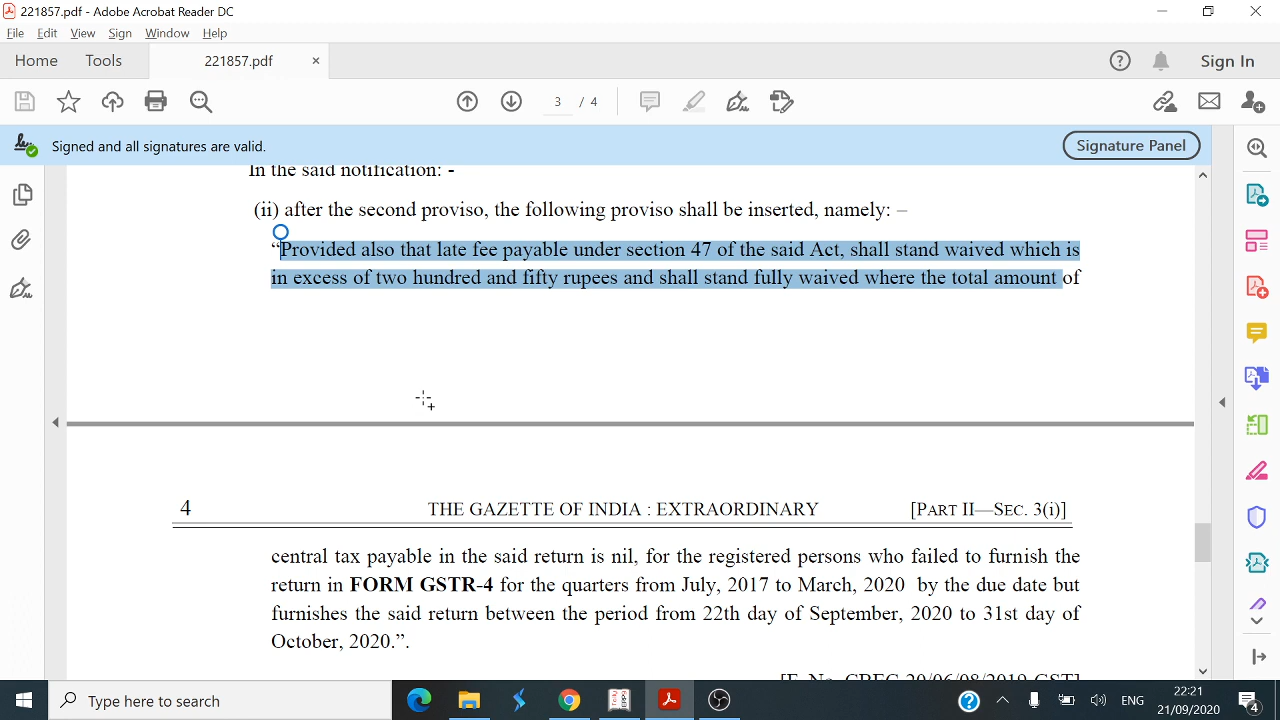 221857.pdf - Adobe Acrobat Reader DC
File Edit View Sign Window Help
Home Tools 221857.pdf × Sign In
3 / 4
Signed and all signatures are valid. Signature Panel
In the said notification: -
(ii) after the second proviso, the following proviso shall be inserted, namely: –
“Provided also that late fee payable under section 47 of the said Act, shall stand waived which is
in excess of two hundred and fifty rupees and shall stand fully waived where the total amount of
4 THE GAZETTE OF INDIA : EXTRAORDINARY [PART II—SEC. 3(i)]
central tax payable in the said return is nil, for the registered persons who failed to furnish the
return in FORM GSTR-4 for the quarters from July, 2017 to March, 2020 by the due date but
furnishes the said return between the period from 22th day of September, 2020 to 31st day of
October, 2020.”.
[F. No. CBEC-20/06/08/2019-GST]
Type here to search ENG 22:21
21/09/2020 4